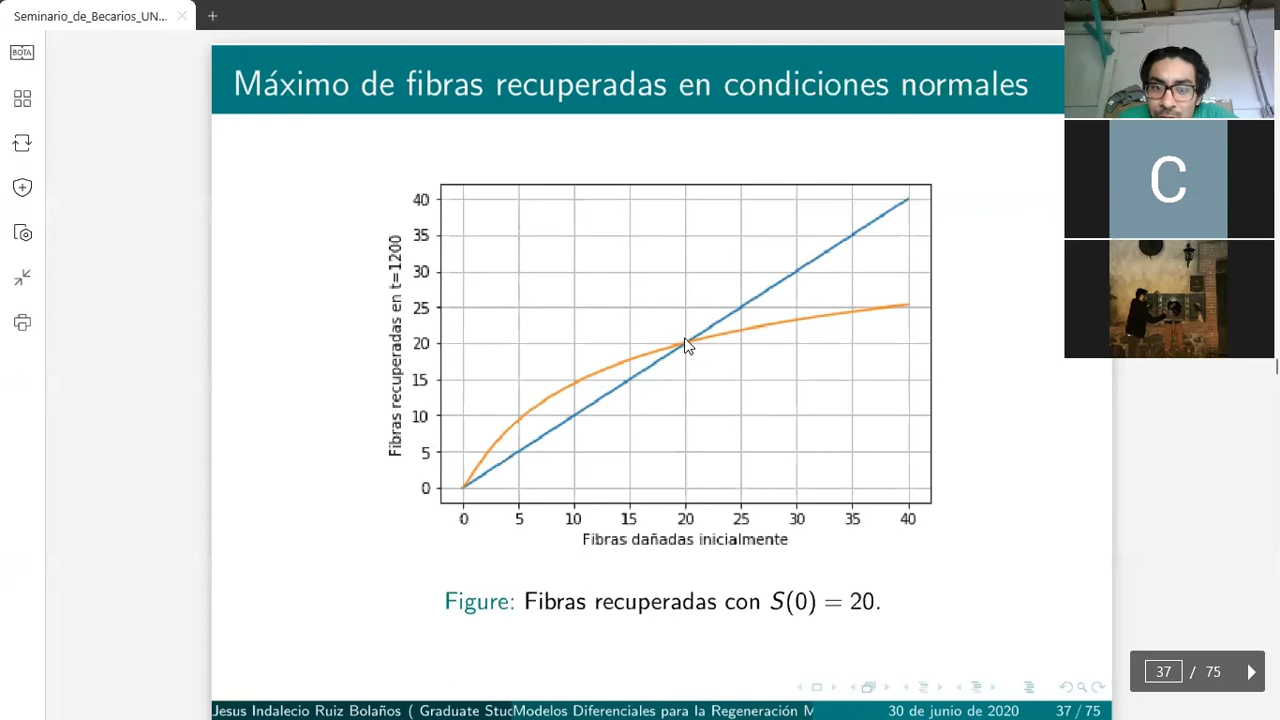 Seminario_de_Becarios_UN...
BOTA
Máximo de fibras recuperadas en condiciones normales
C
Fibras recuperadas en t=1200
40
35
30
25
20
15
10
5
0
0 5 10 15 20 25 30 35 40
Fibras dañadas inicialmente
Figure: Fibras recuperadas con S(0) = 20.
37 / 75
Jesus Indalecio Ruiz Bolaños ( Graduate Stud Modelos Diferenciales para la Regeneración M 30 de junio de 2020 37 / 75